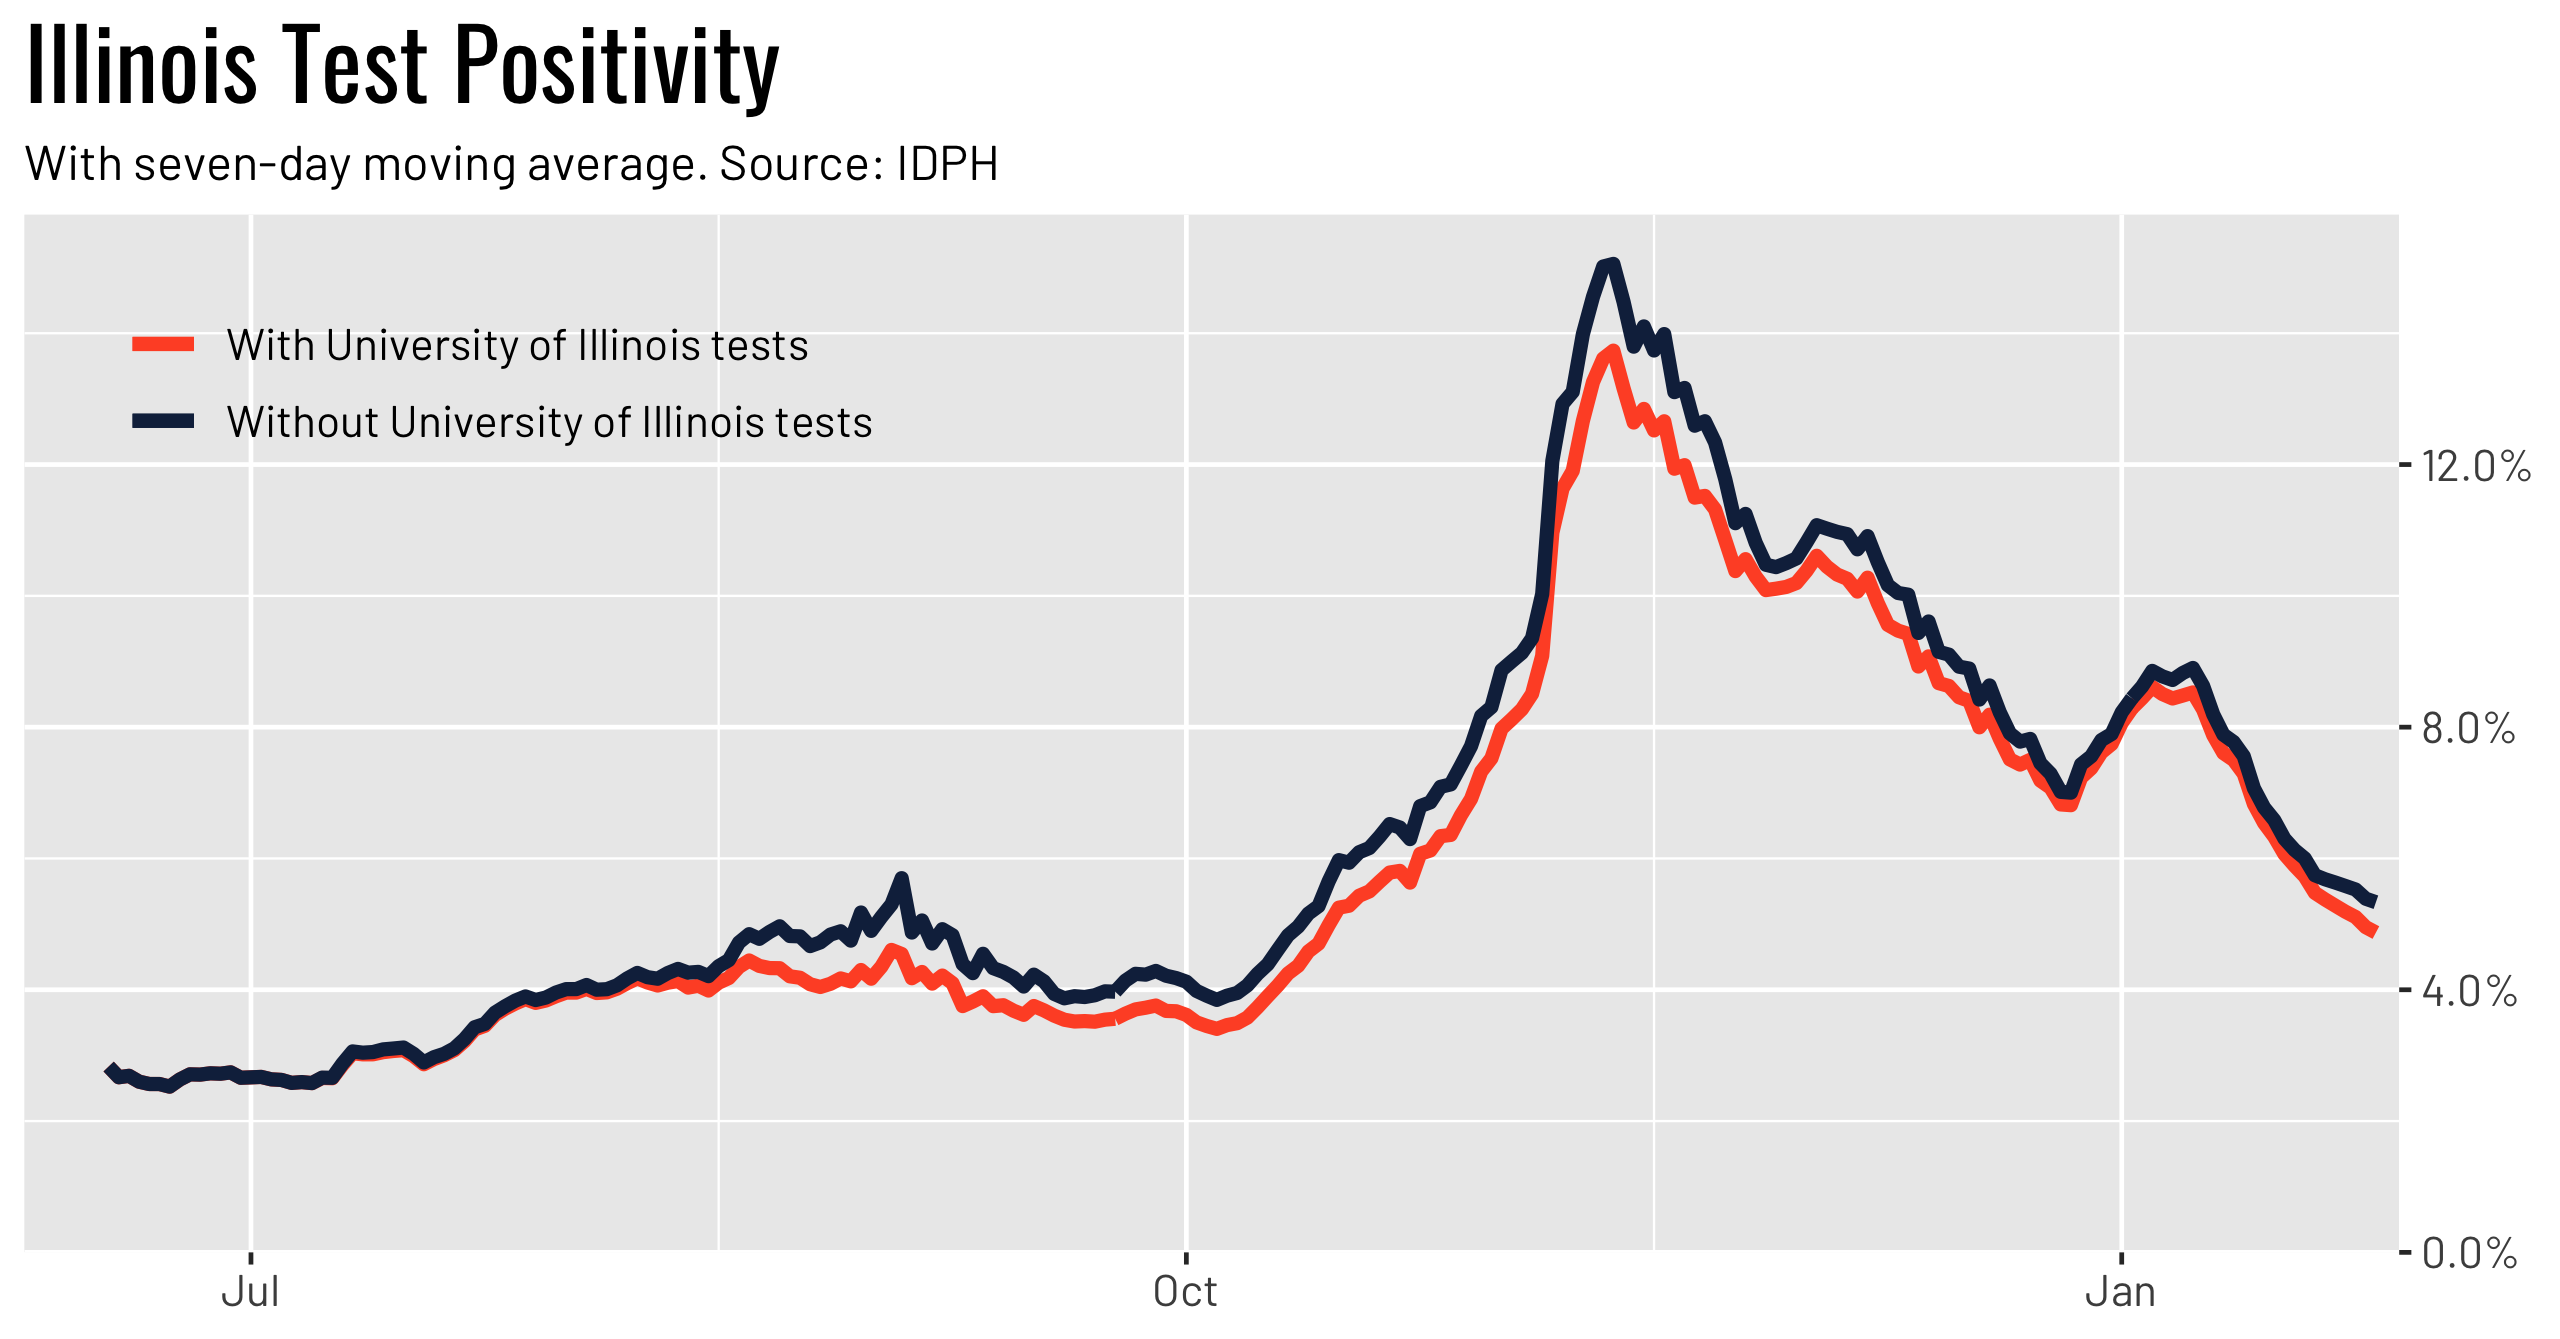 Illinois Test Positivity
With seven-day moving average. Source: IDPH
With University of Illinois tests
Without University of Illinois tests
12.0%
8.0%
4.0%
0.0%
Jul
Oct
Jan